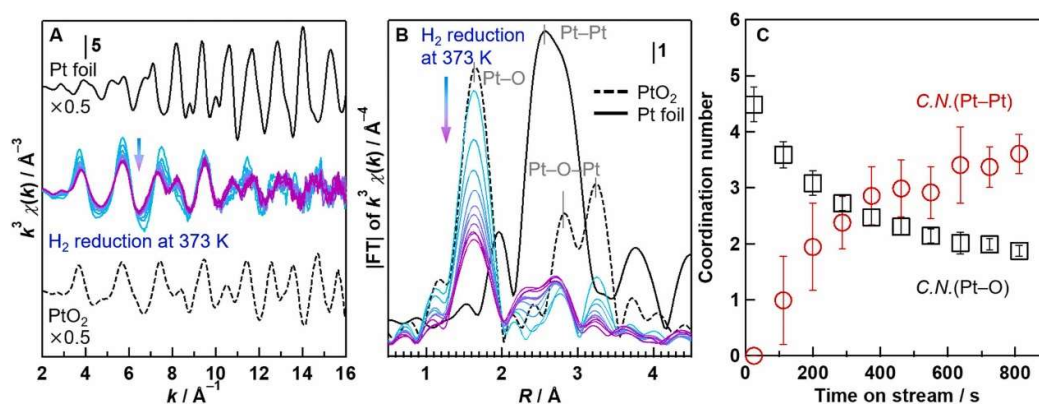 A
5
Pt foil
×0.5
H₂ reduction at 373 K
PtO₂
×0.5
k³ χ(k) / Å⁻³
2 4 6 8 10 12 14 16
k / Å⁻¹
B
H₂ reduction
at 373 K
Pt–Pt
1
Pt–O
PtO₂
Pt foil
Pt–O–Pt
|FT| of k³ χ(k) / Å⁻⁴
1 2 3 4
R / Å
C
6
5
4
3
2
1
0
C.N.(Pt–Pt)
C.N.(Pt–O)
Coordination number
0 200 400 600 800
Time on stream / s